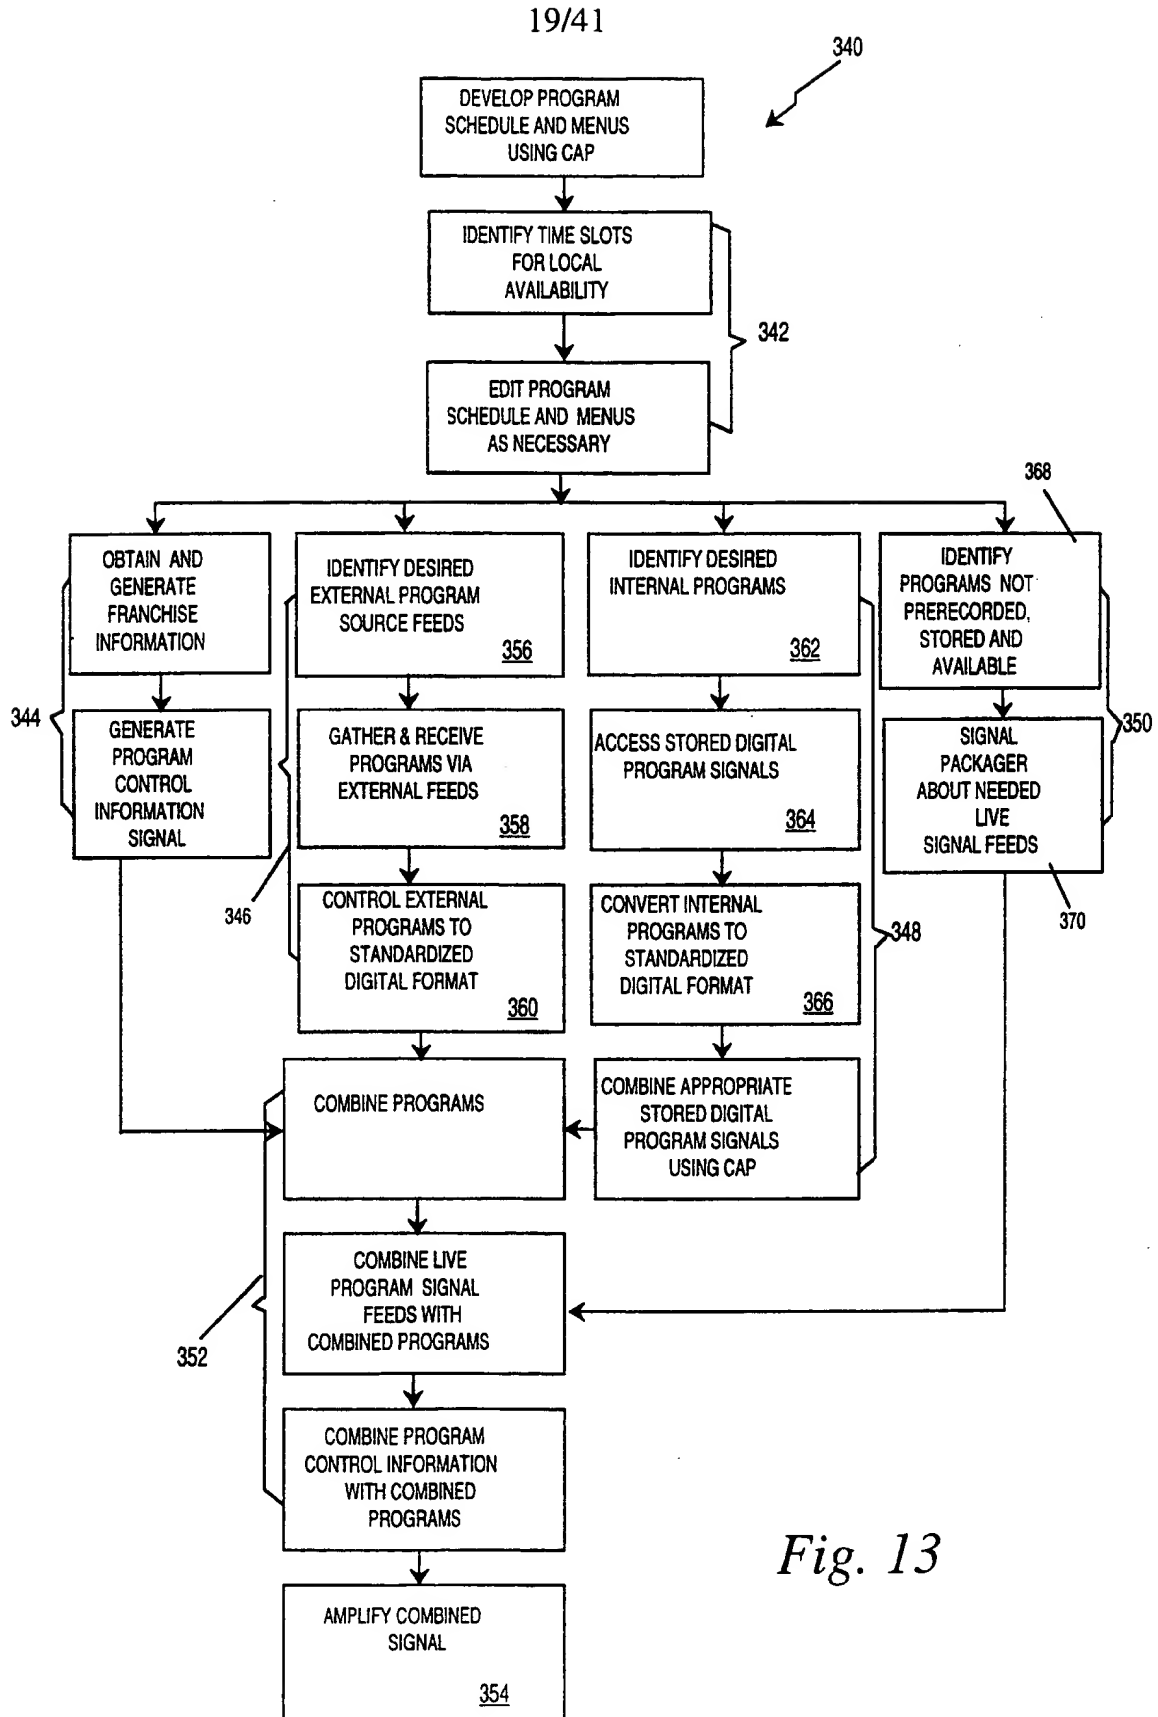 19/41
340
DEVELOP PROGRAM
SCHEDULE AND MENUS
USING CAP
IDENTIFY TIME SLOTS
FOR LOCAL
AVAILABILITY
342
EDIT PROGRAM
SCHEDULE AND MENUS
AS NECESSARY
368
OBTAIN AND
GENERATE
FRANCHISE
INFORMATION
IDENTIFY DESIRED
EXTERNAL PROGRAM
SOURCE FEEDS
356
IDENTIFY DESIRED
INTERNAL PROGRAMS
362
IDENTIFY
PROGRAMS NOT
PRERECORDED,
STORED AND
AVAILABLE
344
350
GENERATE
PROGRAM
CONTROL
INFORMATION
SIGNAL
GATHER & RECEIVE
PROGRAMS VIA
EXTERNAL FEEDS
358
ACCESS STORED DIGITAL
PROGRAM SIGNALS
364
SIGNAL
PACKAGER
ABOUT NEEDED
LIVE
SIGNAL FEEDS
346
CONTROL EXTERNAL
PROGRAMS TO
STANDARDIZED
DIGITAL FORMAT
360
CONVERT INTERNAL
PROGRAMS TO
STANDARDIZED
DIGITAL FORMAT
366
348
370
COMBINE PROGRAMS
COMBINE APPROPRIATE
STORED DIGITAL
PROGRAM SIGNALS
USING CAP
COMBINE LIVE
PROGRAM SIGNAL
FEEDS WITH
COMBINED PROGRAMS
352
COMBINE PROGRAM
CONTROL INFORMATION
WITH COMBINED
PROGRAMS
Fig. 13
AMPLIFY COMBINED
SIGNAL
354